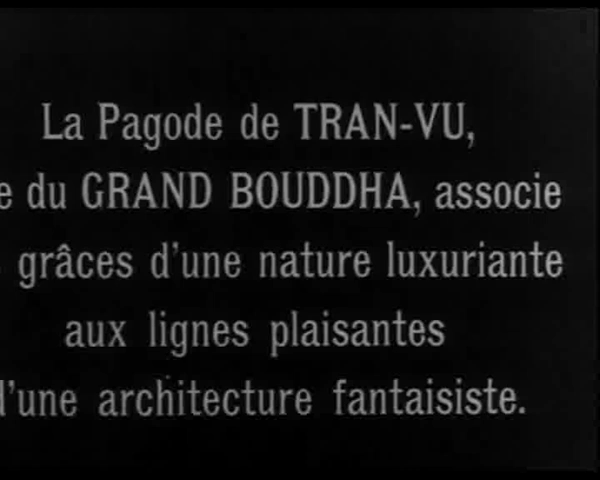 La Pagode de TRAN-VU,
e du GRAND BOUDDHA, associe
grâces d'une nature luxuriante
aux lignes plaisantes
d'une architecture fantaisiste.